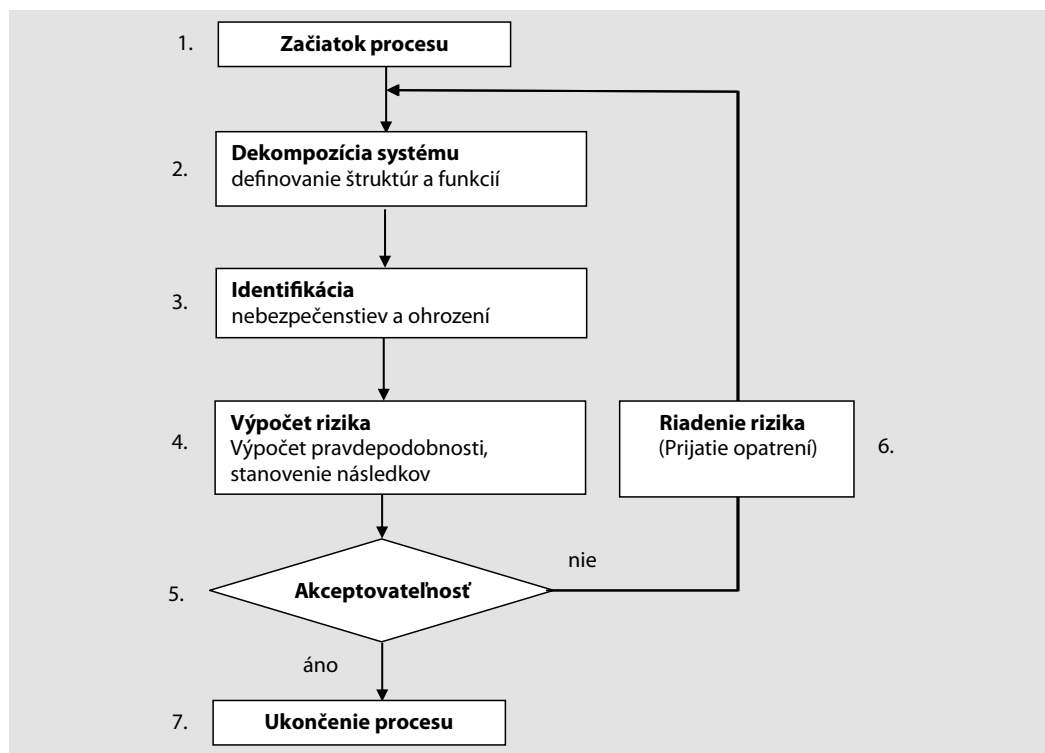 1.
Začiatok procesu
2.
Dekompozícia systému
definovanie štruktúr a funkcií
3.
Identifikácia
nebezpečenstiev a ohrození
4.
Výpočet rizika
Výpočet pravdepodobnosti,
stanovenie následkov
Riadenie rizika
(Prijatie opatrení)
6.
5.
Akceptovateľnosť
nie
áno
7.
Ukončenie procesu